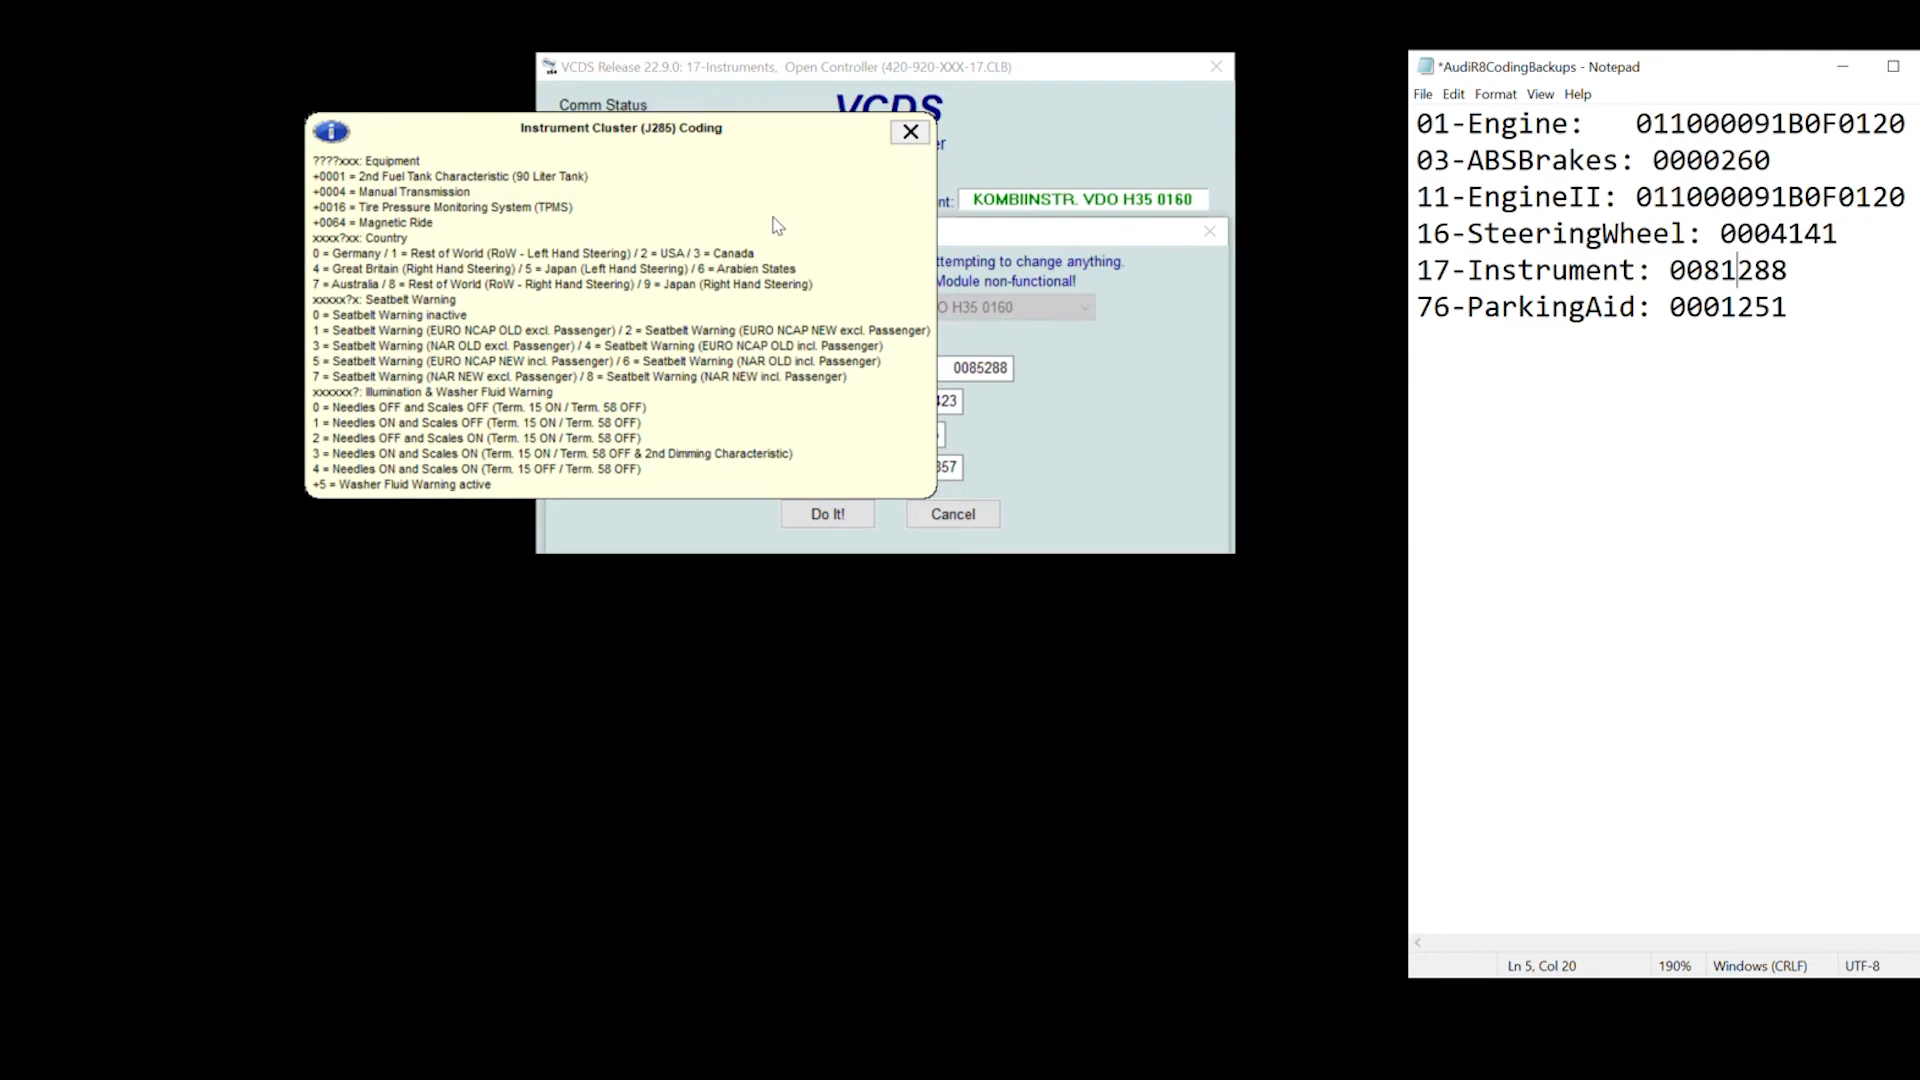 VCDS Release 22.9.0: 17-Instruments, Open Controller (420-920-XXX-17.CLB)
Comm Status
VCDS
er
nt: KOMBIINSTR. VDO H35 0160
ttempting to change anything.
Module non-functional!
O H35 0160
0085288
423
357
Do It!
Cancel
Instrument Cluster (J285) Coding
????xxx: Equipment
+0001 = 2nd Fuel Tank Characteristic (90 Liter Tank)
+0004 = Manual Transmission
+0016 = Tire Pressure Monitoring System (TPMS)
+0064 = Magnetic Ride
xxxx?xx: Country
0 = Germany / 1 = Rest of World (RoW - Left Hand Steering) / 2 = USA / 3 = Canada
4 = Great Britain (Right Hand Steering) / 5 = Japan (Left Hand Steering) / 6 = Arabien States
7 = Australia / 8 = Rest of World (RoW - Right Hand Steering) / 9 = Japan (Right Hand Steering)
xxxxx?x: Seatbelt Warning
0 = Seatbelt Warning inactive
1 = Seatbelt Warning (EURO NCAP OLD excl. Passenger) / 2 = Seatbelt Warning (EURO NCAP NEW excl. Passenger)
3 = Seatbelt Warning (NAR OLD excl. Passenger) / 4 = Seatbelt Warning (EURO NCAP OLD incl. Passenger)
5 = Seatbelt Warning (EURO NCAP NEW incl. Passenger) / 6 = Seatbelt Warning (NAR OLD incl. Passenger)
7 = Seatbelt Warning (NAR NEW excl. Passenger) / 8 = Seatbelt Warning (NAR NEW incl. Passenger)
xxxxxx?: Illumination & Washer Fluid Warning
0 = Needles OFF and Scales OFF (Term. 15 ON / Term. 58 OFF)
1 = Needles ON and Scales OFF (Term. 15 ON / Term. 58 OFF)
2 = Needles OFF and Scales ON (Term. 15 ON / Term. 58 OFF)
3 = Needles ON and Scales ON (Term. 15 ON / Term. 58 OFF & 2nd Dimming Characteristic)
4 = Needles ON and Scales ON (Term. 15 OFF / Term. 58 OFF)
+5 = Washer Fluid Warning active
*AudiR8CodingBackups - Notepad
File Edit Format View Help
01-Engine: 011000091B0F0120
03-ABSBrakes: 0000260
11-EngineII: 011000091B0F0120
16-SteeringWheel: 0004141
17-Instrument: 0081288
76-ParkingAid: 0001251
Ln 5, Col 20 190% Windows (CRLF) UTF-8